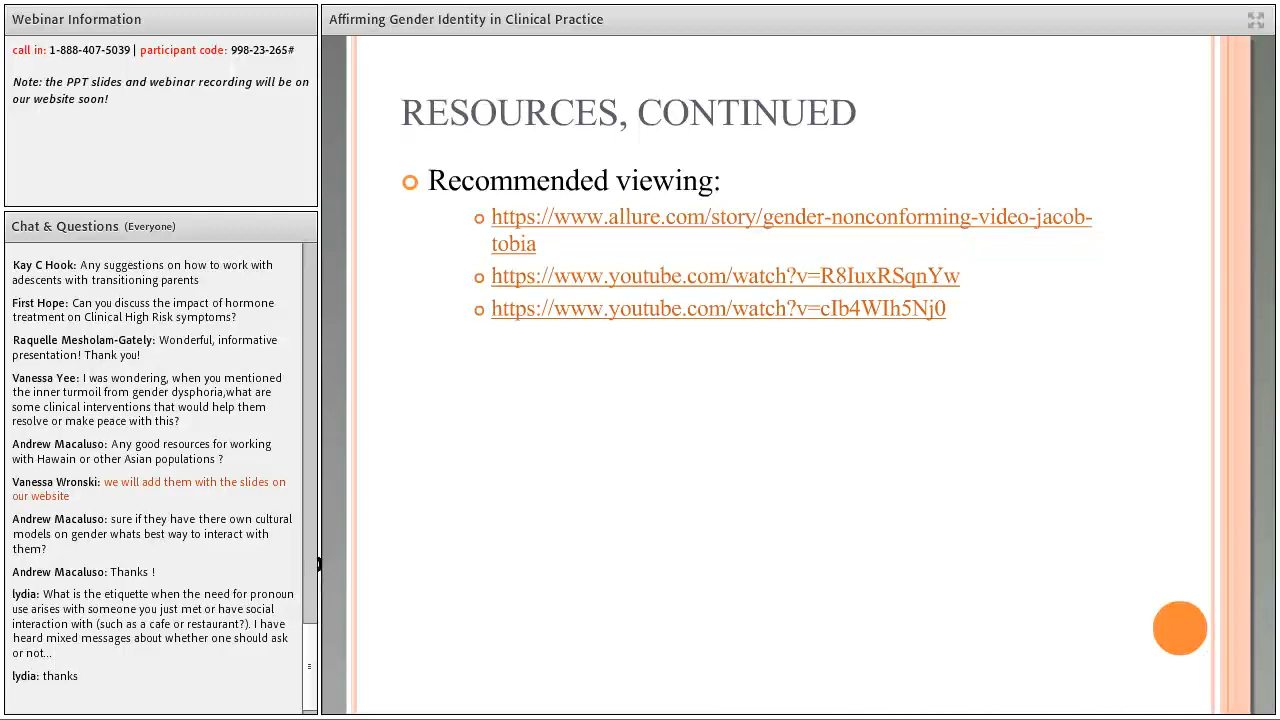 Webinar Information
call in: 1-888-407-5039 | participant code: 998-23-265#
Note: the PPT slides and webinar recording will be on
our website soon!
Chat & Questions (Everyone)
Kay C Hook: Any suggestions on how to work with
adescents with transitioning parents
First Hope: Can you discuss the impact of hormone
treatment on Clinical High Risk symptoms?
Raquelle Mesholam-Gately: Wonderful, informative
presentation! Thank you!
Vanessa Yee: I was wondering, when you mentioned
the inner turmoil from gender dysphoria,what are
some clinical interventions that would help them
resolve or make peace with this?
Andrew Macaluso: Any good resources for working
with Hawain or other Asian populations ?
Vanessa Wronski: we will add them with the slides on
our website
Andrew Macaluso: sure if they have there own cultural
models on gender whats best way to interact with
them?
Andrew Macaluso: Thanks !
lydia: What is the etiquette when the need for pronoun
use arises with someone you just met or have social
interaction with (such as a cafe or restaurant?). I have
heard mixed messages about whether one should ask
or not...
lydia: thanks
Affirming Gender Identity in Clinical Practice
RESOURCES, CONTINUED
Recommended viewing:
https://www.allure.com/story/gender-nonconforming-video-jacob-
tobia
https://www.youtube.com/watch?v=R8IuxRSqnYw
https://www.youtube.com/watch?v=cIb4WIh5Nj0